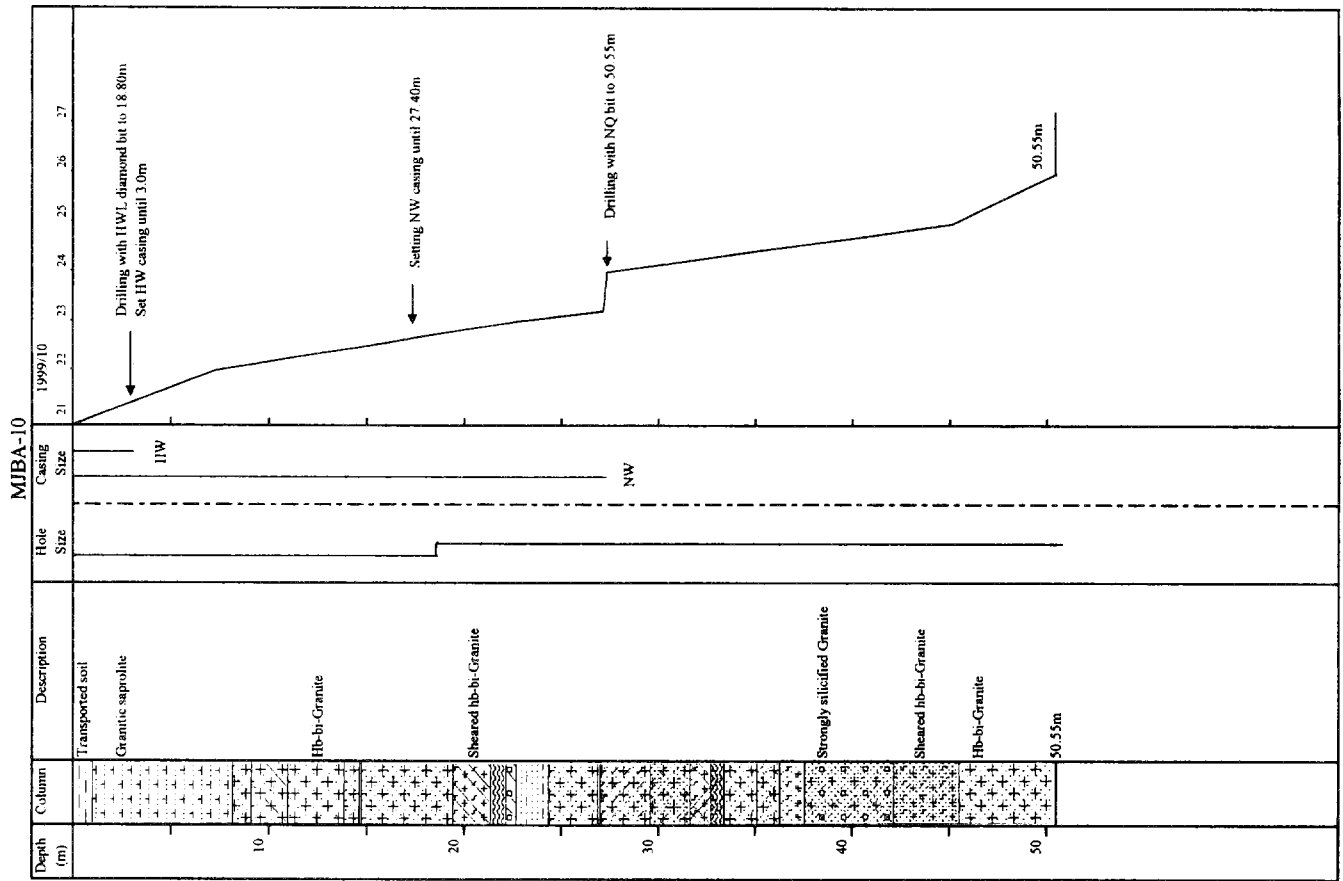 MJBA-10
Depth
(m)
Column
Description
Hole
Size
Casing
Size
1999/10
21
22
23
24
25
26
27
10
20
30
40
50
Transported soil
Granitic saprolite
Hb-bi-Granite
Sheared hb-bi-Granite
Strongly silicified Granite
Sheared hb-bi-Granite
Hb-bi-Granite
50.55m
HW
NW
Drilling with HWL diamond bit to 18.80m
Set HW casing until 3.0m
Setting NW casing until 27.40m
Drilling with NQ bit to 50.55m
50.55m